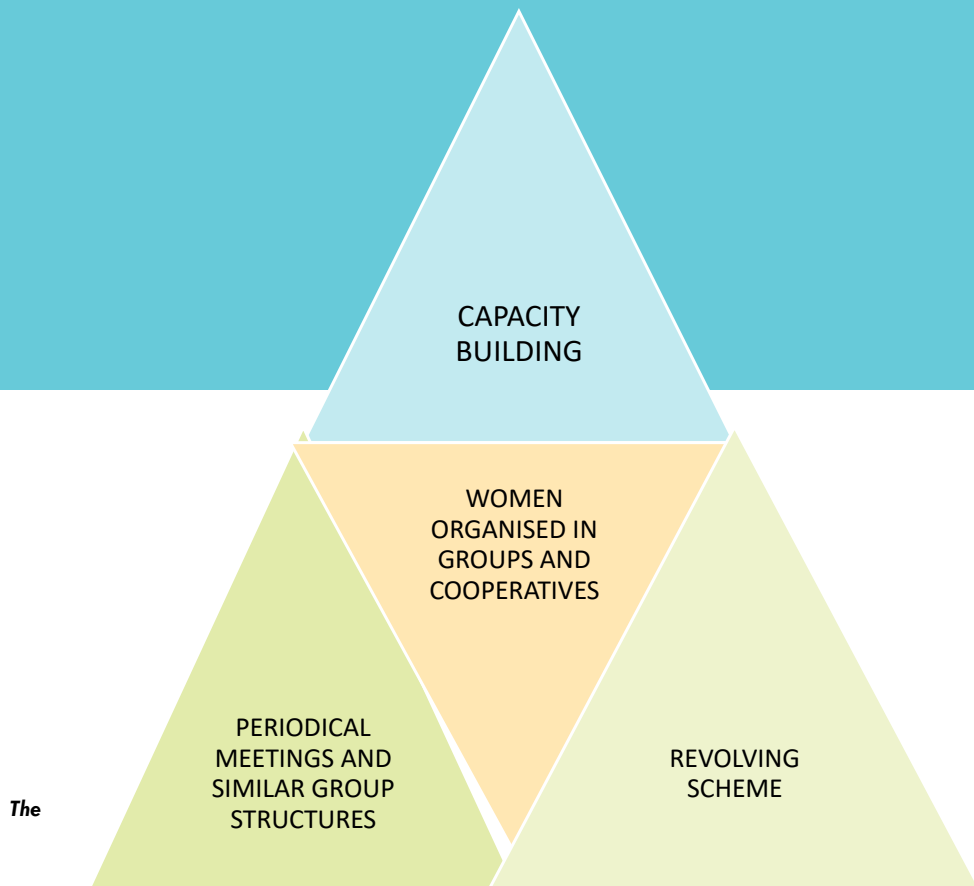 CAPACITY
BUILDING
WOMEN
ORGANISED IN
GROUPS AND
COOPERATIVES
PERIODICAL
MEETINGS AND
SIMILAR GROUP
STRUCTURES
REVOLVING
SCHEME
The